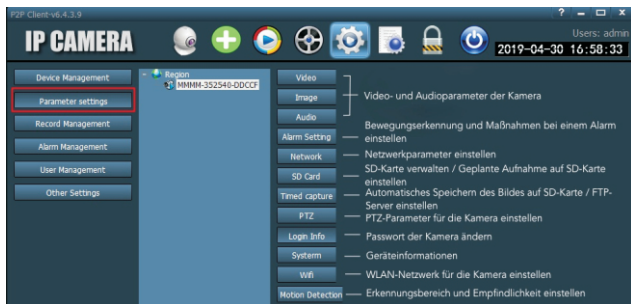 P2P Client-v6.4.3.9
IP CAMERA
Users: admin
2019-04-30 16:58:33
Device Management
Parameter settings
Record Management
Alarm Management
User Management
Other Settings
Region
MMMM-352540-DDCCF
Video
Image
Audio
Video- und Audioparameter der Kamera
Alarm Setting
Bewegungserkennung und Maßnahmen bei einem Alarm
einstellen
Network
Netzwerkparameter einstellen
SD Card
SD-Karte verwalten / Geplante Aufnahme auf SD-Karte
einstellen
Timed capture
Automatisches Speichern des Bildes auf SD-Karte / FTP-
Server einstellen
PTZ
PTZ-Parameter für die Kamera einstellen
Login Info
Passwort der Kamera ändern
Systerm
Geräteinformationen
Wifi
WLAN-Netzwerk für die Kamera einstellen
Motion Detection
Erkennungsbereich und Empfindlichkeit einstellen